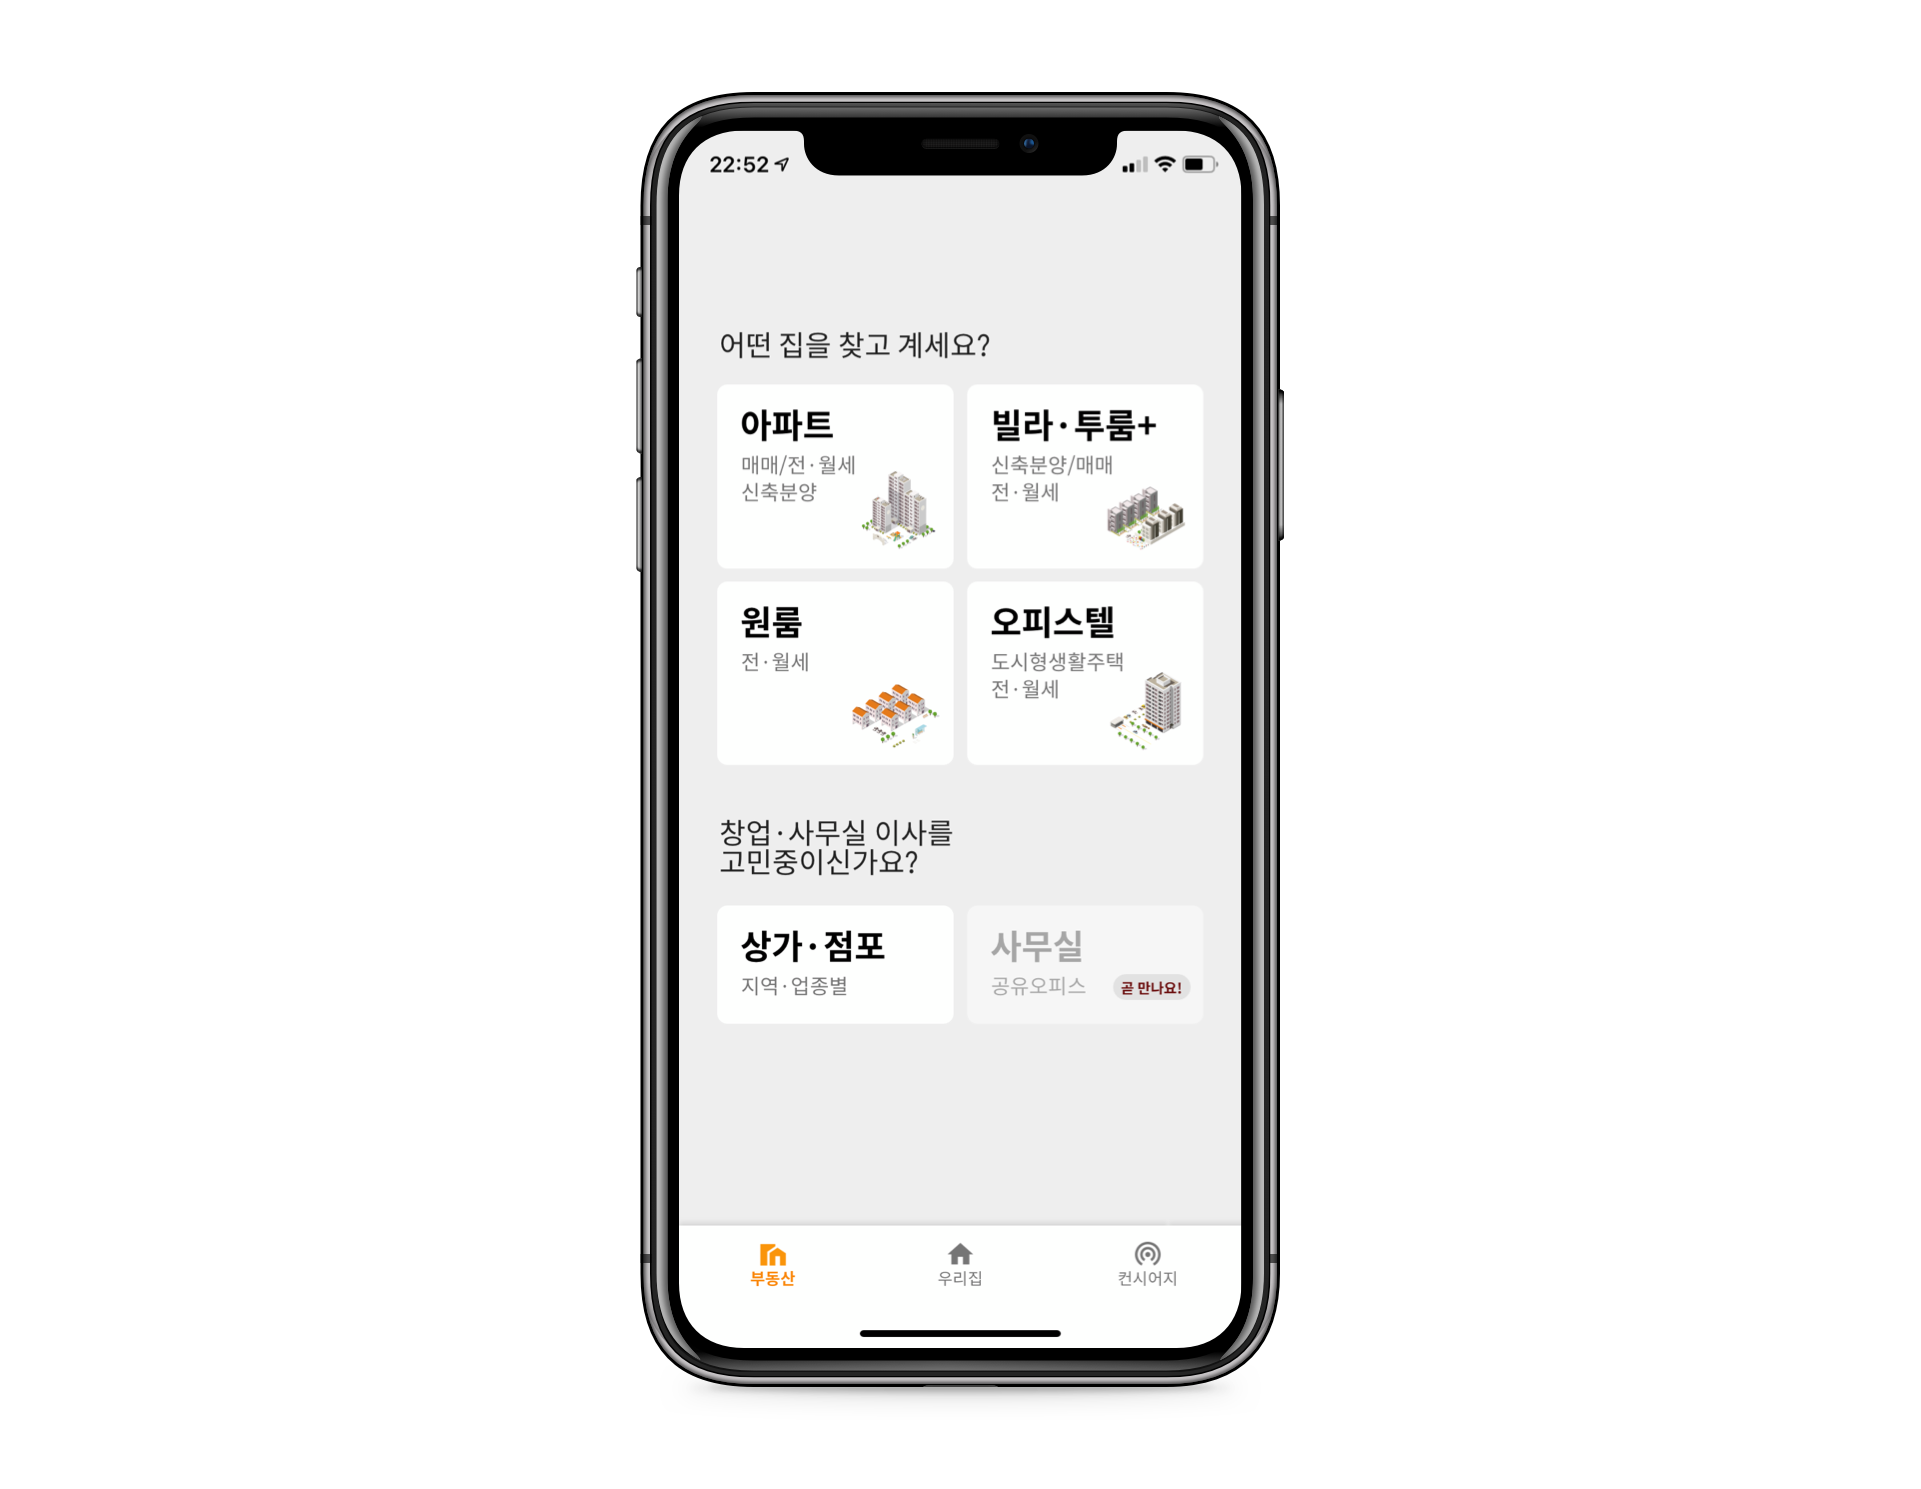 22:52
어떤 집을 찾고 계세요?
아파트
매매/전·월세
신축분양
빌라·투룸+
신축분양/매매
전·월세
원룸
전·월세
오피스텔
도시형생활주택
전·월세
창업·사무실 이사를
고민중이신가요?
상가·점포
지역·업종별
사무실
공유오피스
곧 만나요!
부동산
우리집
컨시어지